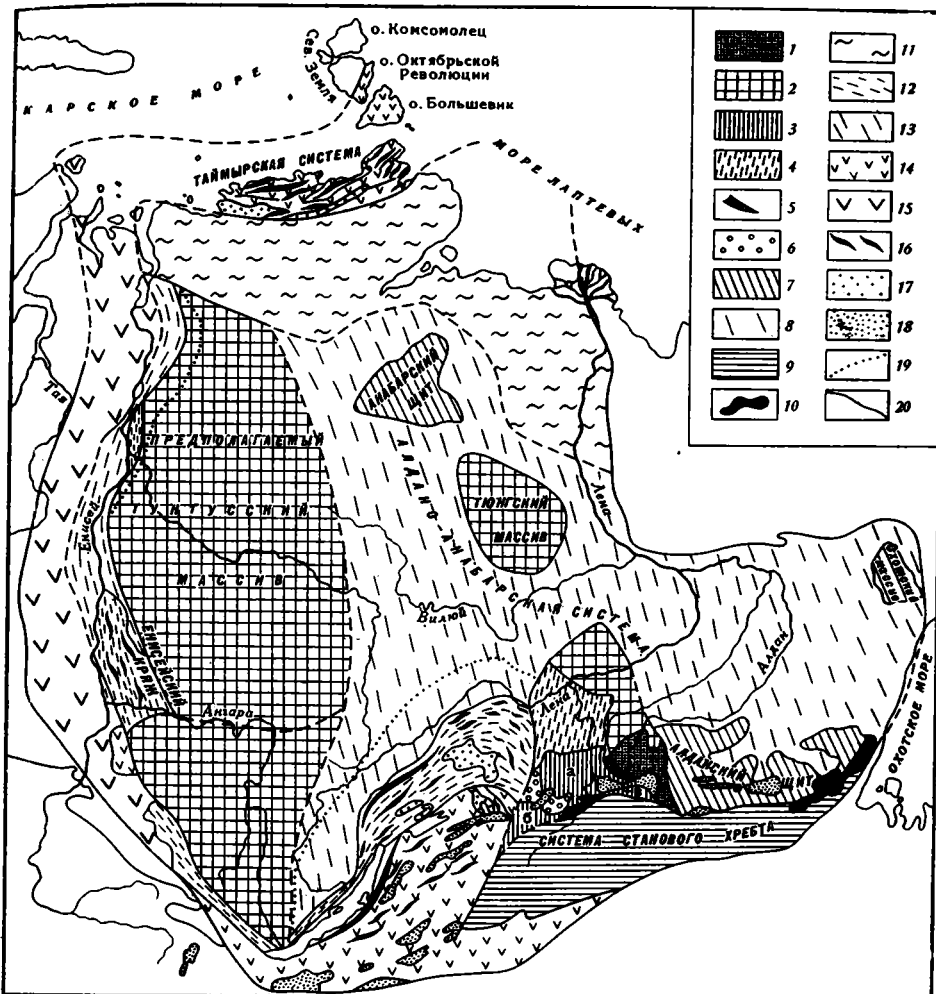 о. Комсомолец
Сев. Земля
о. Октябрьской
Революции
о. Большевик
КАРСКОЕ МОРЕ
ТАЙМЫРСКАЯ СИСТЕМА
МОРЕ ЛАПТЕВЫХ
1
2
3
4
5
6
7
8
9
10
11
12
13
14
15
16
17
18
19
20
Таз
Енисей
АНАБАРСКИЙ
ЩИТ
ПРЕДПОЛАГАЕМЫЙ
ТУНГУССКИЙ
МАССИВ
АЛДАНО-АНАБАРСКАЯ СИСТЕМА
ТЮНГСКИЙ
МАССИВ
Лена
ОХОТСКИЙ
МАССИВ
Вилюй
Алдан
ЕНИСЕЙСКИЙ
КРЯЖ
Ангара
Лена
АЛДАНСКИЙ ЩИТ
ОХОТСКОЕ МОРЕ
а
б
СИСТЕМА СТАНОВОГО ХРЕБТА